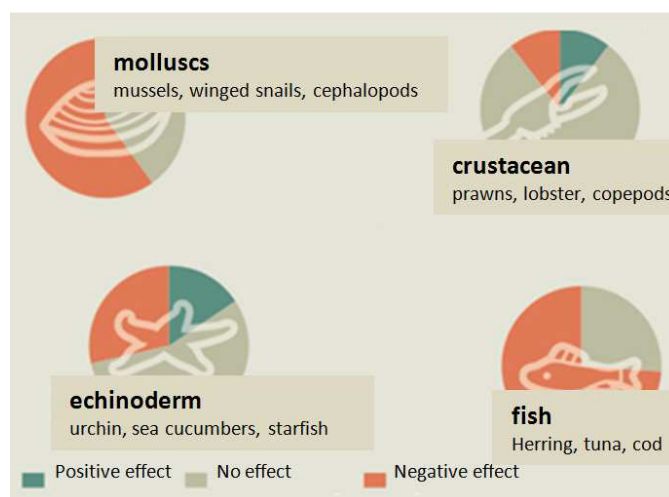 molluscs
mussels, winged snails, cephalopods
crustacean
prawns, lobster, copepods
echinoderm
urchin, sea cucumbers, starfish
fish
Herring, tuna, cod
Positive effect
No effect
Negative effect